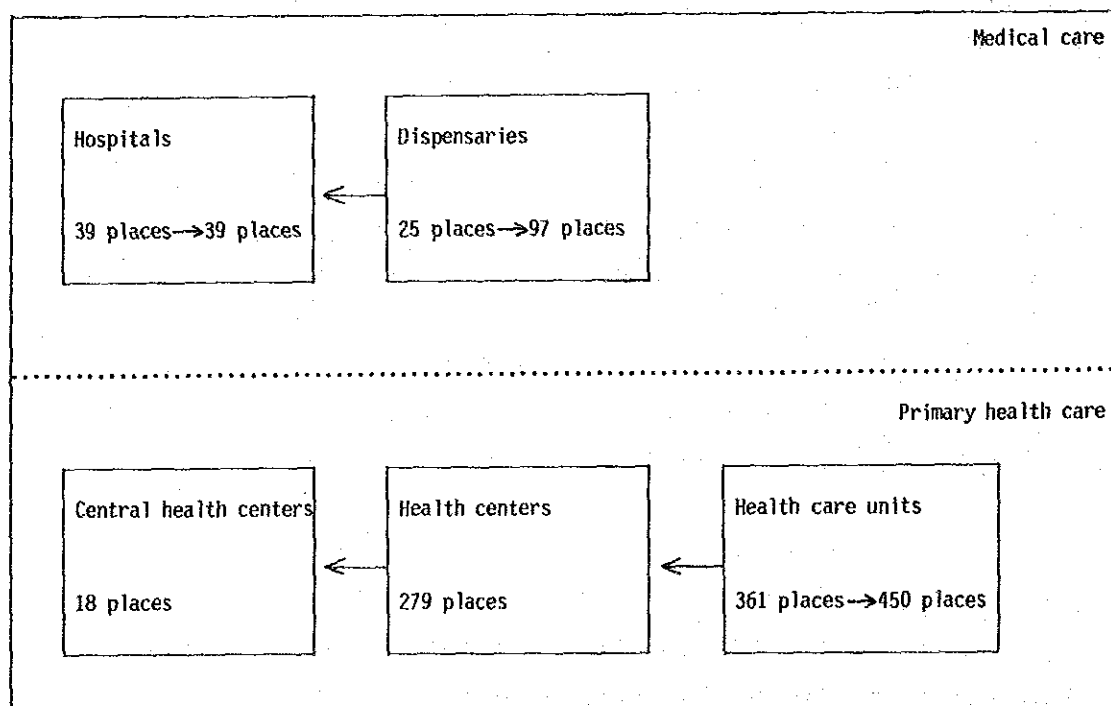 Medical care
Hospitals
39 places-->39 places
Dispensaries
25 places-->97 places
Primary health care
Central health centers
18 places
Health centers
279 places
Health care units
361 places-->450 places